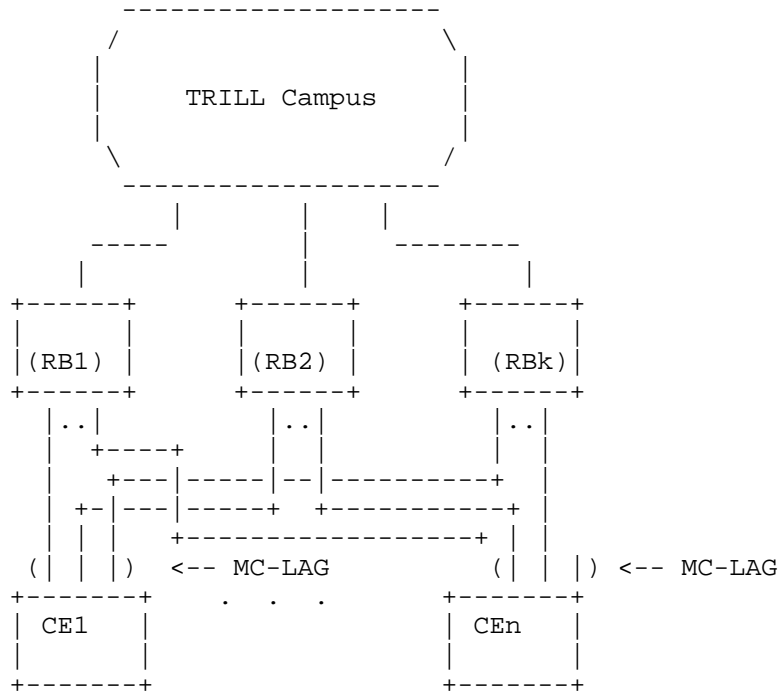 TRILL Campus
(RB1) (RB2) (RBk)
|..| |..| |..|
(| | |) <-- MC-LAG (| | |) <-- MC-LAG
. . .
CE1 CEn